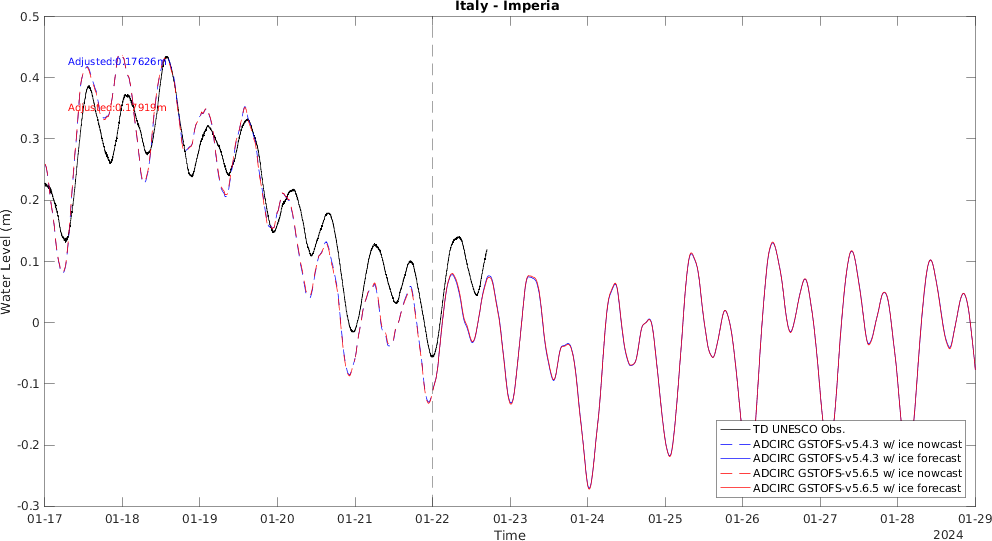 Italy - Imperia
Adjusted:0.17626m
Adjusted:0.17919m
Water Level (m)
0.5
0.4
0.3
0.2
0.1
0
-0.1
-0.2
-0.3
TD UNESCO Obs.
ADCIRC GSTOFS-v5.4.3 w/ ice nowcast
ADCIRC GSTOFS-v5.4.3 w/ ice forecast
ADCIRC GSTOFS-v5.6.5 w/ ice nowcast
ADCIRC GSTOFS-v5.6.5 w/ ice forecast
01-17 01-18 01-19 01-20 01-21 01-22 01-23 01-24 01-25 01-26 01-27 01-28 01-29
Time
2024